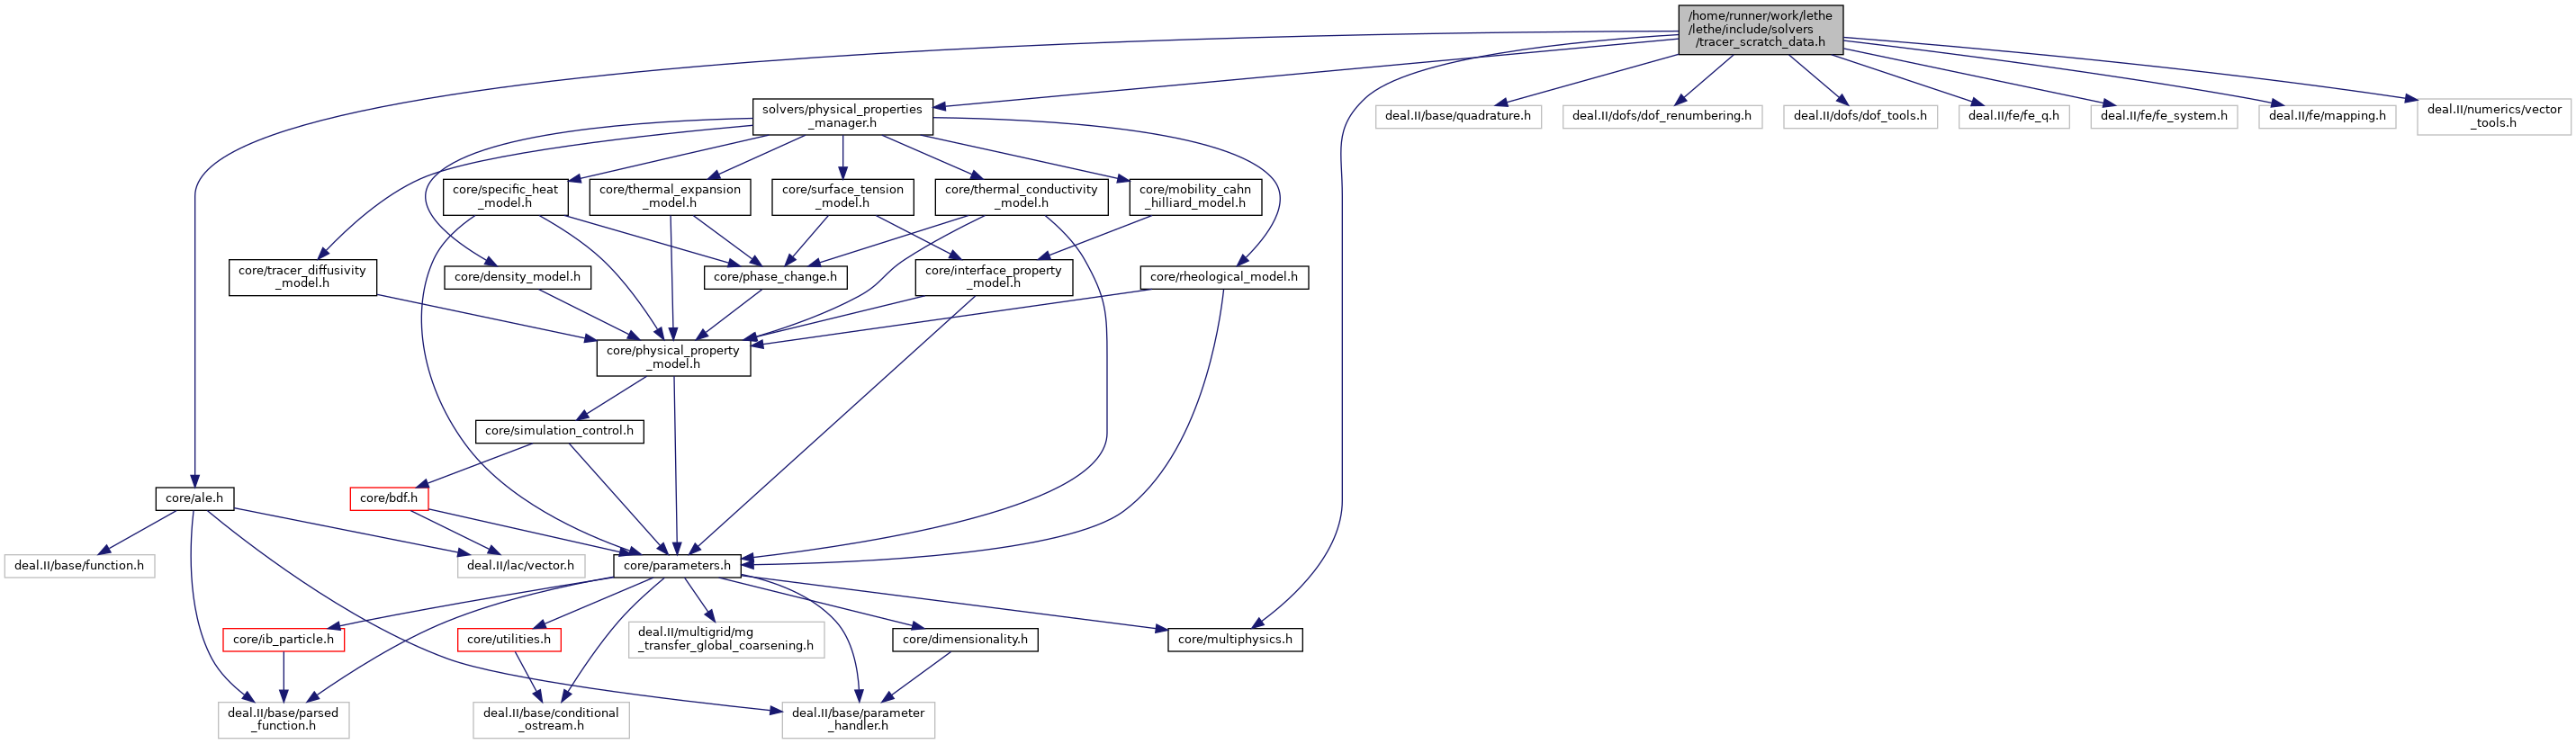 /home/runner/work/lethe
/lethe/include/solvers
/tracer_scratch_data.h
solvers/physical_properties
_manager.h
deal.II/base/quadrature.h
deal.II/dofs/dof_renumbering.h
deal.II/dofs/dof_tools.h
deal.II/fe/fe_q.h
deal.II/fe/fe_system.h
deal.II/fe/mapping.h
deal.II/numerics/vector
_tools.h
core/specific_heat
_model.h
core/thermal_expansion
_model.h
core/surface_tension
_model.h
core/thermal_conductivity
_model.h
core/mobility_cahn
_hilliard_model.h
core/tracer_diffusivity
_model.h
core/density_model.h
core/phase_change.h
core/interface_property
_model.h
core/rheological_model.h
core/physical_property
_model.h
core/simulation_control.h
core/ale.h
core/bdf.h
deal.II/base/function.h
deal.II/lac/vector.h
core/parameters.h
core/ib_particle.h
core/utilities.h
deal.II/multigrid/mg
_transfer_global_coarsening.h
core/dimensionality.h
core/multiphysics.h
deal.II/base/parsed
_function.h
deal.II/base/conditional
_ostream.h
deal.II/base/parameter
_handler.h